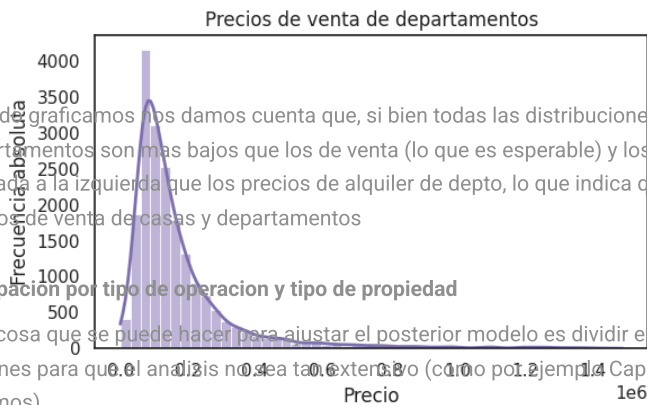 Precios de venta de departamentos
4000
3500
3000
2500
2000
1500
1000
500
0
Frecuencia absoluta
graficamos nos damos cuenta que, si bien todas las distribucione
rtamentos son mas bajos que los de venta (lo que es esperable) y los
ada a la izquierda que los precios de alquiler de depto, lo que indica
os de venta de casas y departamentos
pación por tipo de operacion y tipo de propiedad
cosa que se puede hacer para ajustar el posterior modelo es dividir e
nes para que el analisis no sea tan extensivo (como por ejemplo Cap
0.0 0.2 0.4 0.6 0.8 1.0 1.2 1.4
1e6
Precio
mos)